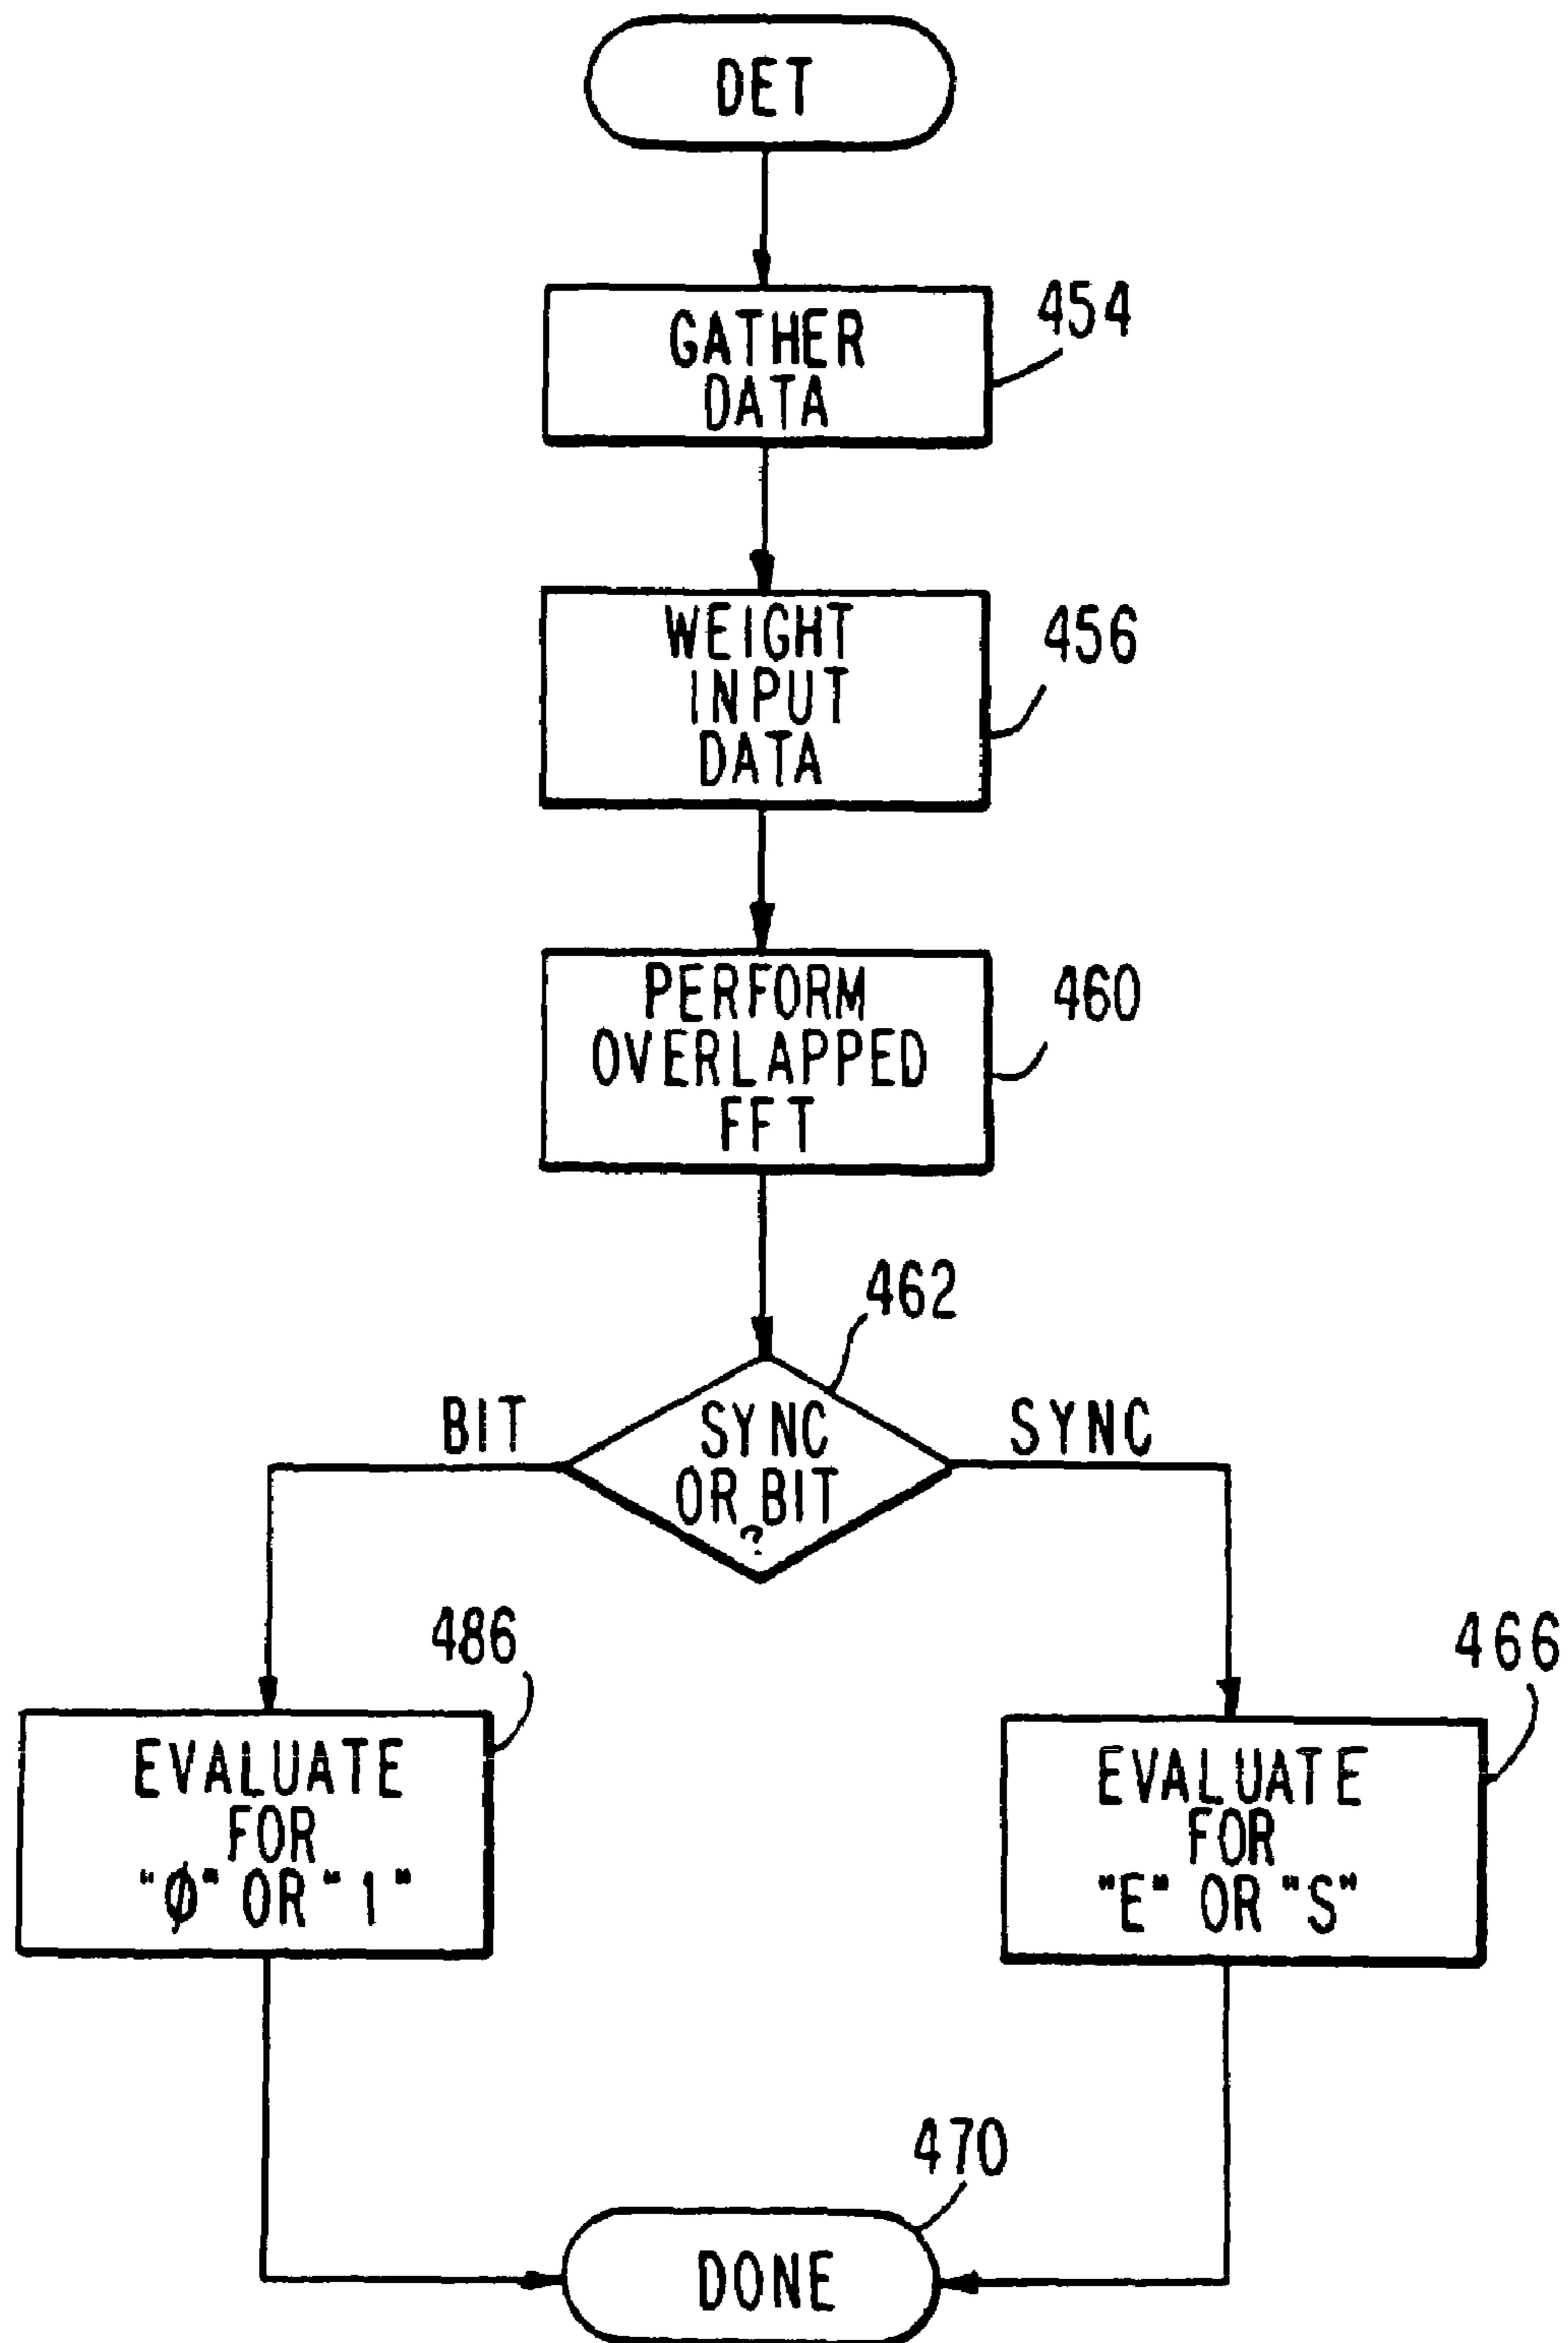 DET
454
GATHER
DATA
456
WEIGHT
INPUT
DATA
460
PERFORM
OVERLAPPED
FFT
462
BIT
SYNC
OR BIT
?
SYNC
486
EVALUATE
FOR
"φ" OR "1"
466
EVALUATE
FOR
"E" OR "S"
470
DONE